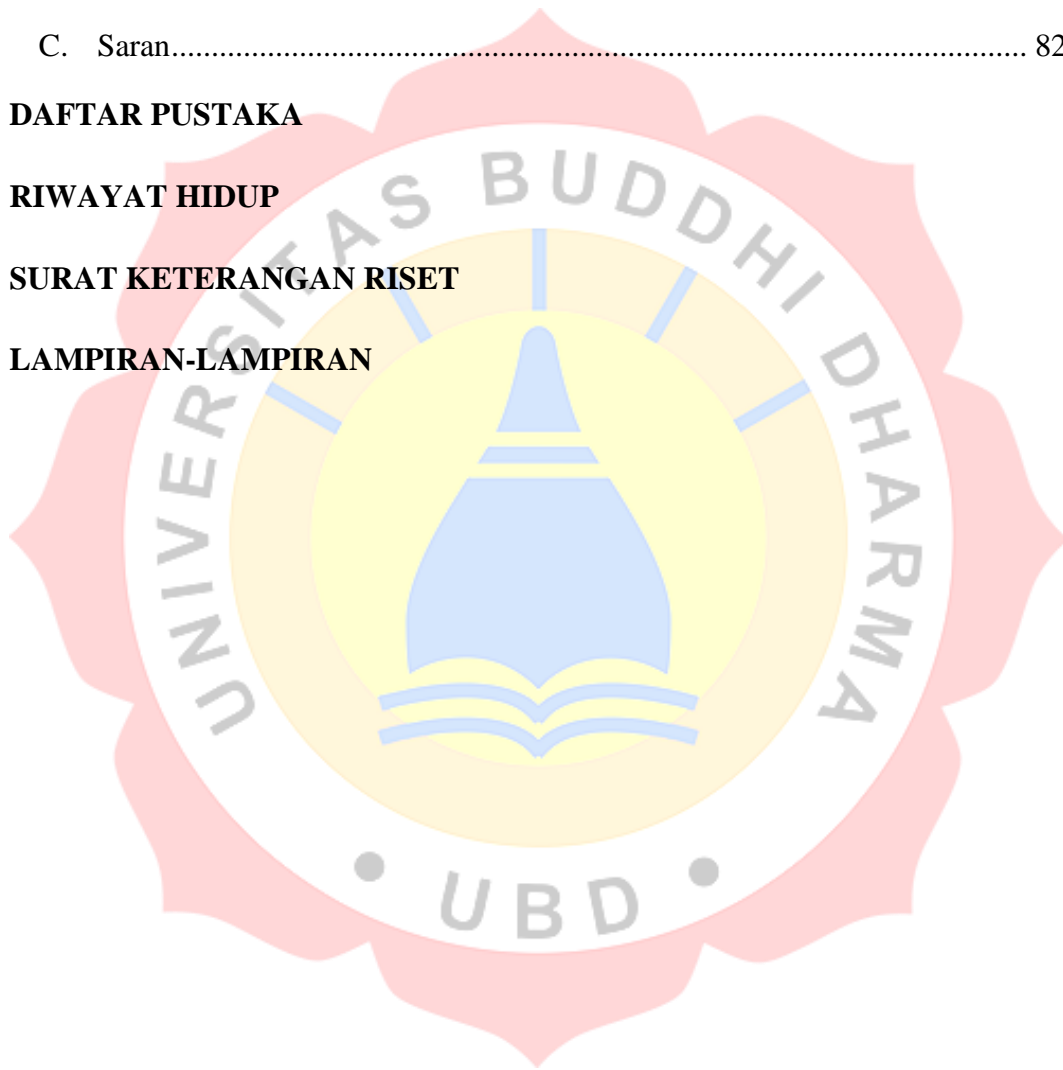 C. Saran........................................................................................................... 82
DAFTAR PUSTAKA
RIWAYAT HIDUP
SURAT KETERANGAN RISET
LAMPIRAN-LAMPIRAN
UNIVERSITAS BUDDHI DHARMA
• UBD •